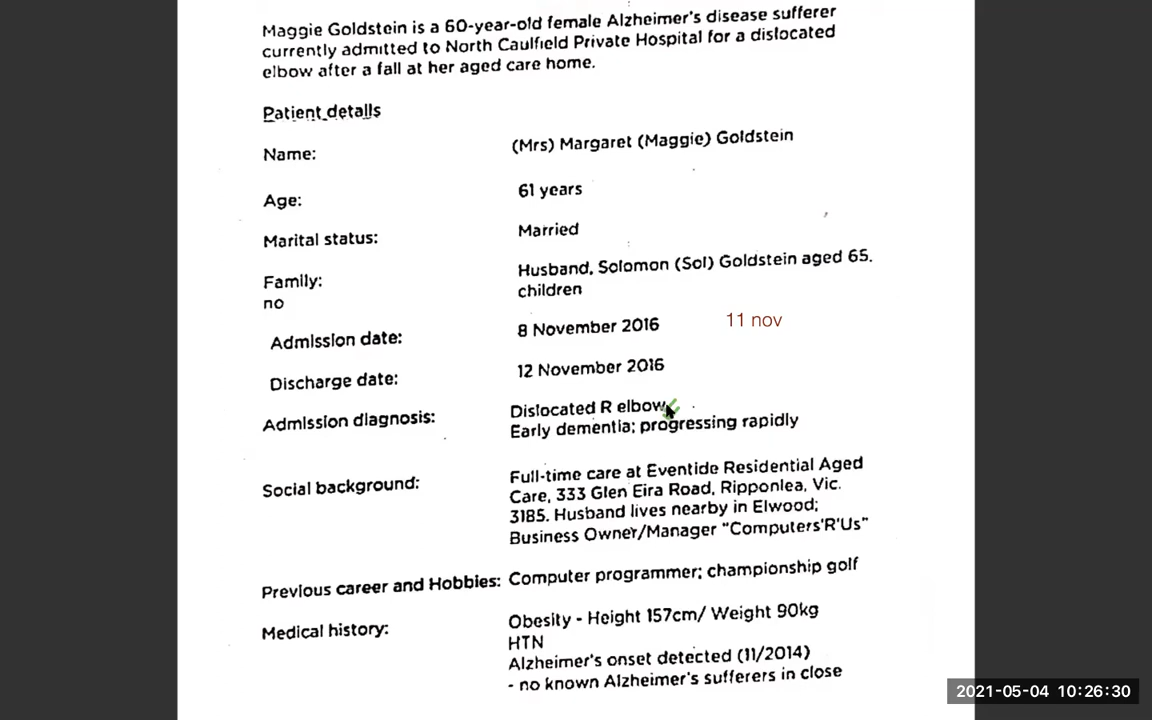 Maggie Goldstein is a 60-year-old female Alzheimer's disease sufferer
currently admitted to North Caulfield Private Hospital for a dislocated
elbow after a fall at her aged care home.
Patient details
Name: (Mrs) Margaret (Maggie) Goldstein
Age: 61 years
Marital status: Married
Family: Husband, Solomon (Sol) Goldstein aged 65.
no children
Admission date: 8 November 2016 11 nov
Discharge date: 12 November 2016
Admission diagnosis: Dislocated R elbow
Early dementia; progressing rapidly
Social background: Full-time care at Eventide Residential Aged
Care, 333 Glen Eira Road, Ripponlea, Vic.
3185. Husband lives nearby in Elwood;
Business Owner/Manager "Computers'R'Us"
Previous career and Hobbies: Computer programmer; championship golf
Medical history: Obesity - Height 157cm/ Weight 90kg
HTN
Alzheimer's onset detected (11/2014)
- no known Alzheimer's sufferers in close
2021-05-04 10:26:30